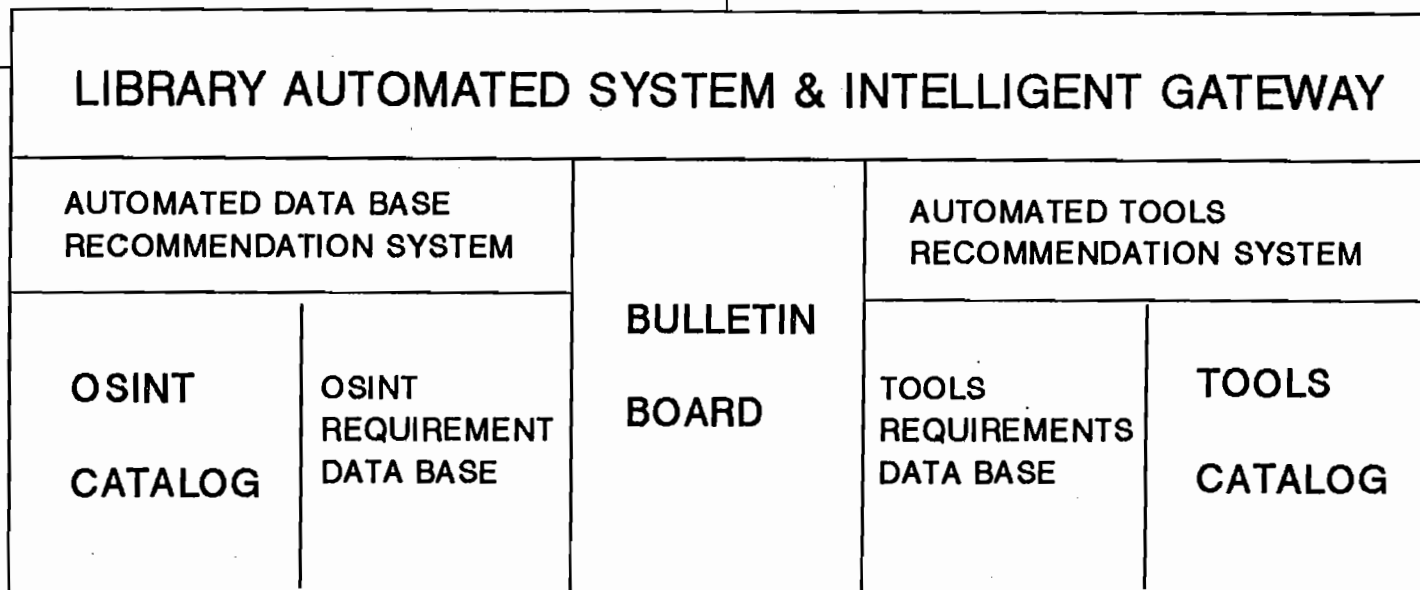 LIBRARY AUTOMATED SYSTEM & INTELLIGENT GATEWAY
AUTOMATED DATA BASE
RECOMMENDATION SYSTEM
OSINT
CATALOG
OSINT
REQUIREMENT
DATA BASE
BULLETIN
BOARD
AUTOMATED TOOLS
RECOMMENDATION SYSTEM
TOOLS
REQUIREMENTS
DATA BASE
TOOLS
CATALOG